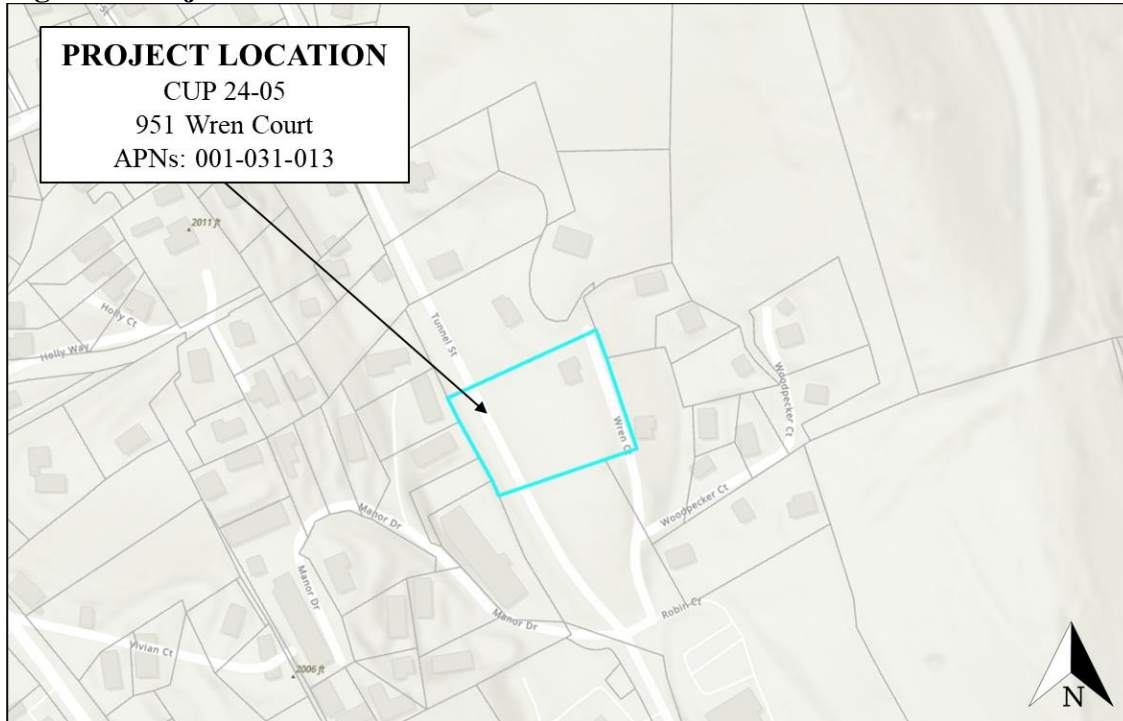 PROJECT LOCATION
CUP 24-05
951 Wren Court
APNs: 001-031-013
2011 ft
Holly Ct
Holly Way
Tunnel St
Wren Ct
Woodpecker Ct
Woodpecker Ct
Manor Dr
Manor Dr
Manor Dr
Robin Ct
Vivian Ct
2006 ft
N